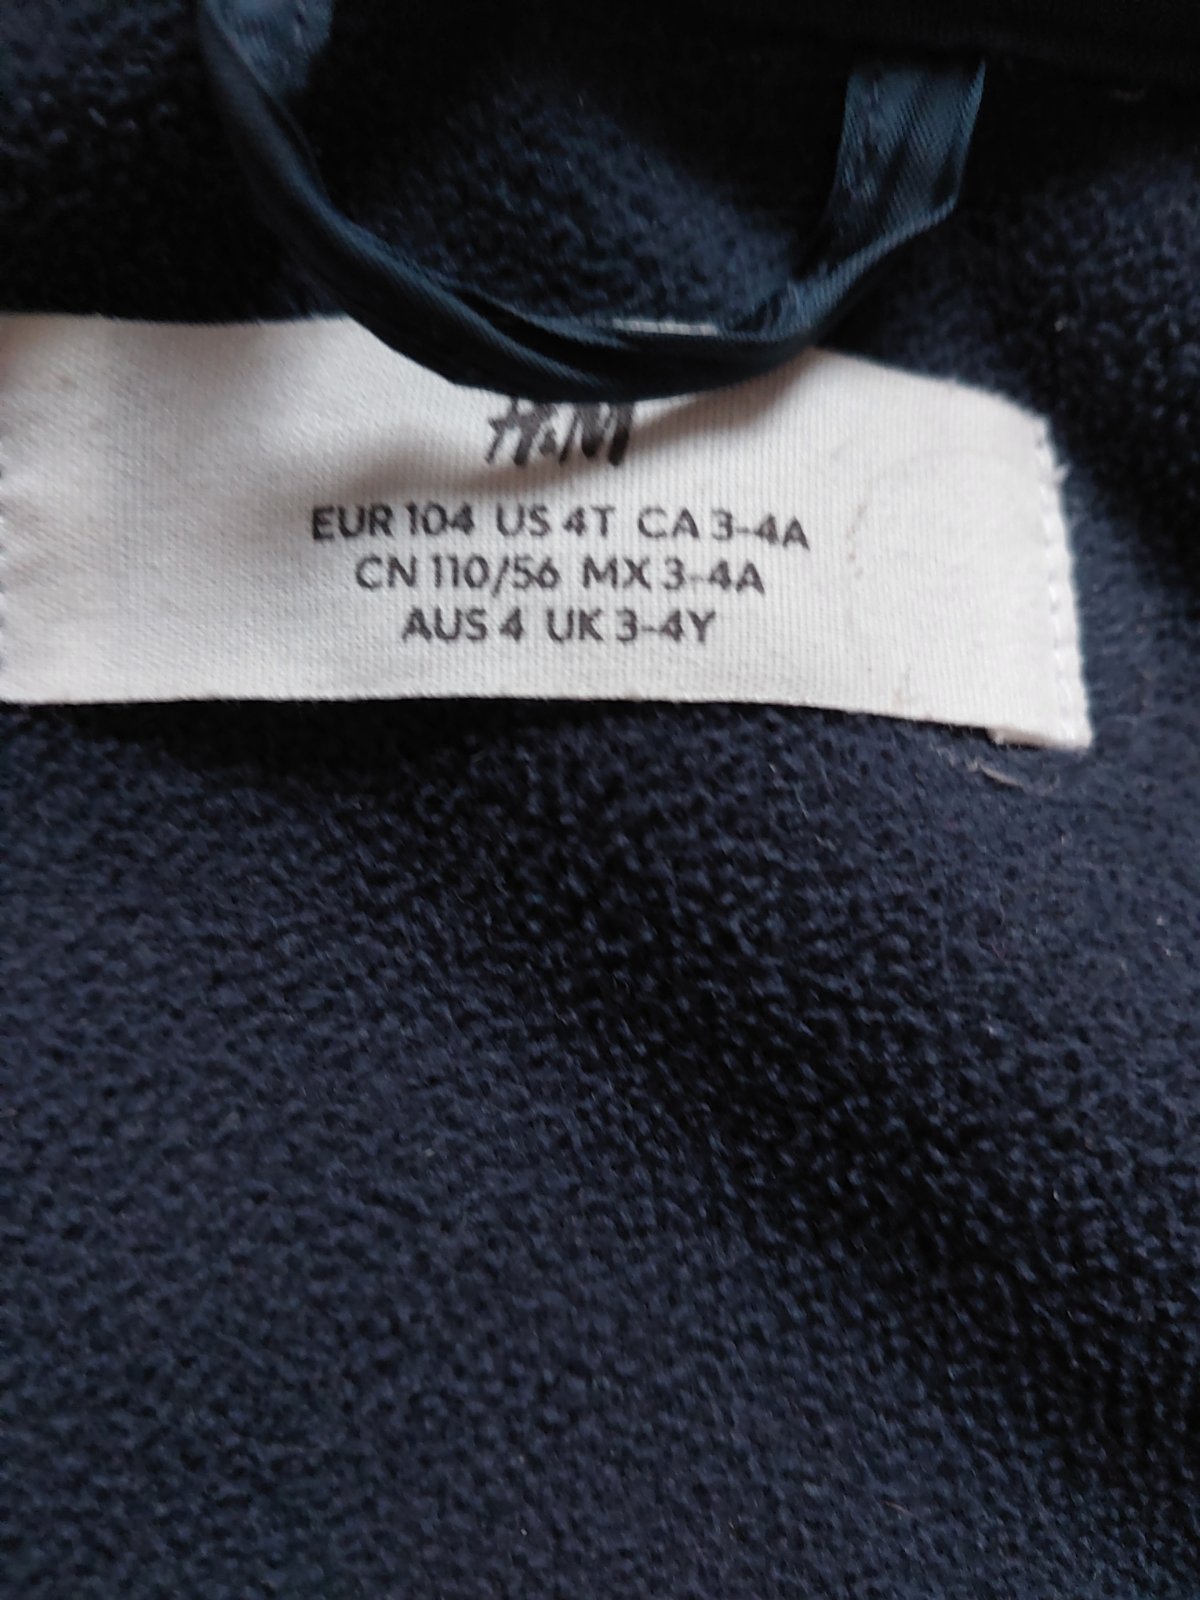 H&M
EUR 104 US 4T CA 3-4A
CN 110/56 MX 3-4A
AUS 4 UK 3-4Y